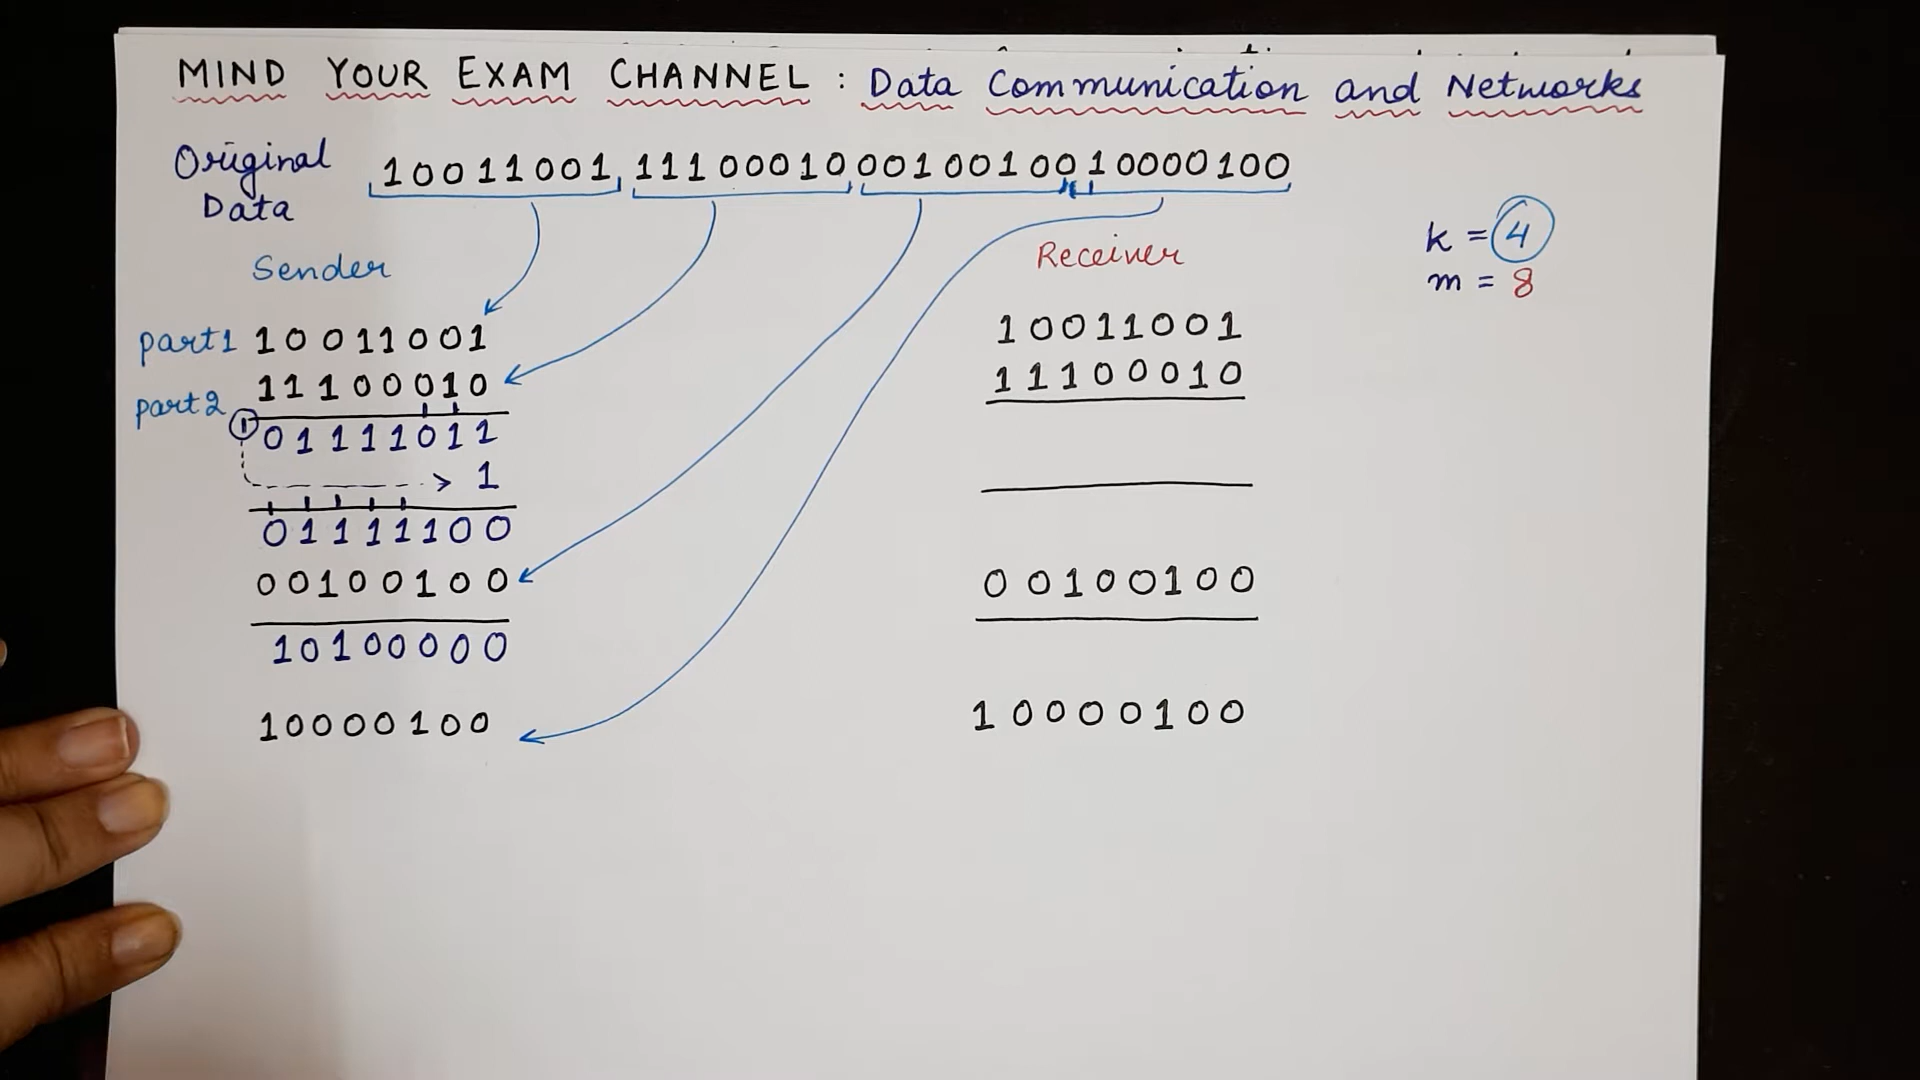 MIND YOUR EXAM CHANNEL : Data Communication and Networks
Original Data
10011001 11100010 00100100 10000100
k = 4
m = 8
Sender
part1 10011001
part2 11100010
1 01111011
1
01111100
00100100
10100000
10000100
Receiver
10011001
11100010
00100100
10000100